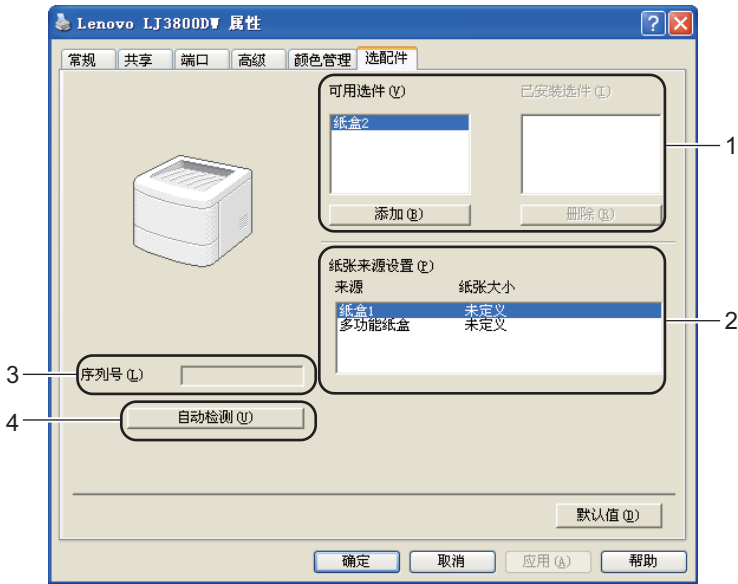 Lenovo LJ3800DW 属性
常规 共享 端口 高级 颜色管理 选配件
可用选件(V) 已安装选件(I)
纸盒2
1
添加(B) 删除(R)
纸张来源设置(P)
来源 纸张大小
纸盒1 未定义
多功能纸盒 未定义
2
3 序列号(L)
4 自动检测(U)
默认值(D)
确定 取消 应用(A) 帮助